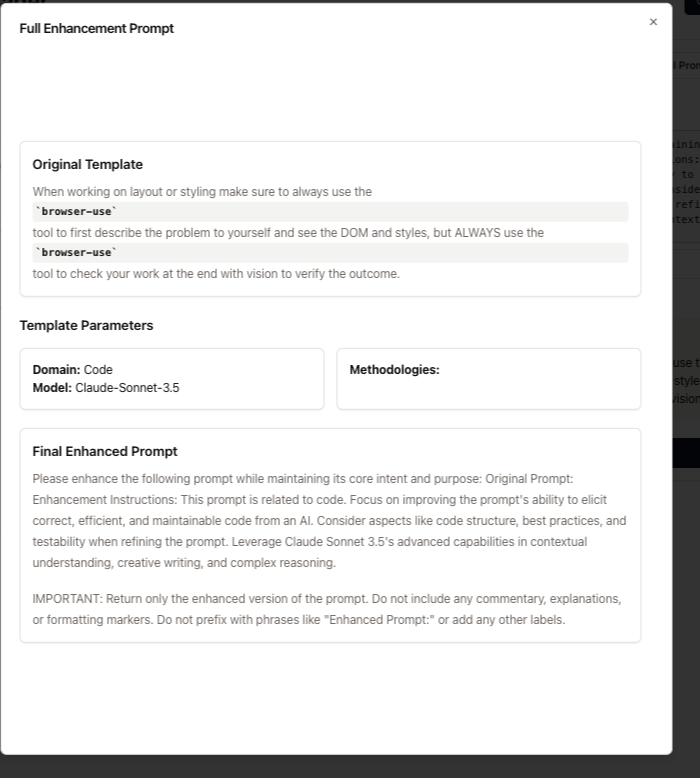 Full Enhancement Prompt
×
Original Template
When working on layout or styling make sure to always use the
`browser-use`
tool to first describe the problem to yourself and see the DOM and styles, but ALWAYS use the
`browser-use`
tool to check your work at the end with vision to verify the outcome.
Template Parameters
Domain: Code
Model: Claude-Sonnet-3.5
Methodologies:
Final Enhanced Prompt
Please enhance the following prompt while maintaining its core intent and purpose: Original Prompt:
Enhancement Instructions: This prompt is related to code. Focus on improving the prompt's ability to elicit
correct, efficient, and maintainable code from an AI. Consider aspects like code structure, best practices, and
testability when refining the prompt. Leverage Claude Sonnet 3.5's advanced capabilities in contextual
understanding, creative writing, and complex reasoning.
IMPORTANT: Return only the enhanced version of the prompt. Do not include any commentary, explanations,
or formatting markers. Do not prefix with phrases like "Enhanced Prompt:" or add any other labels.